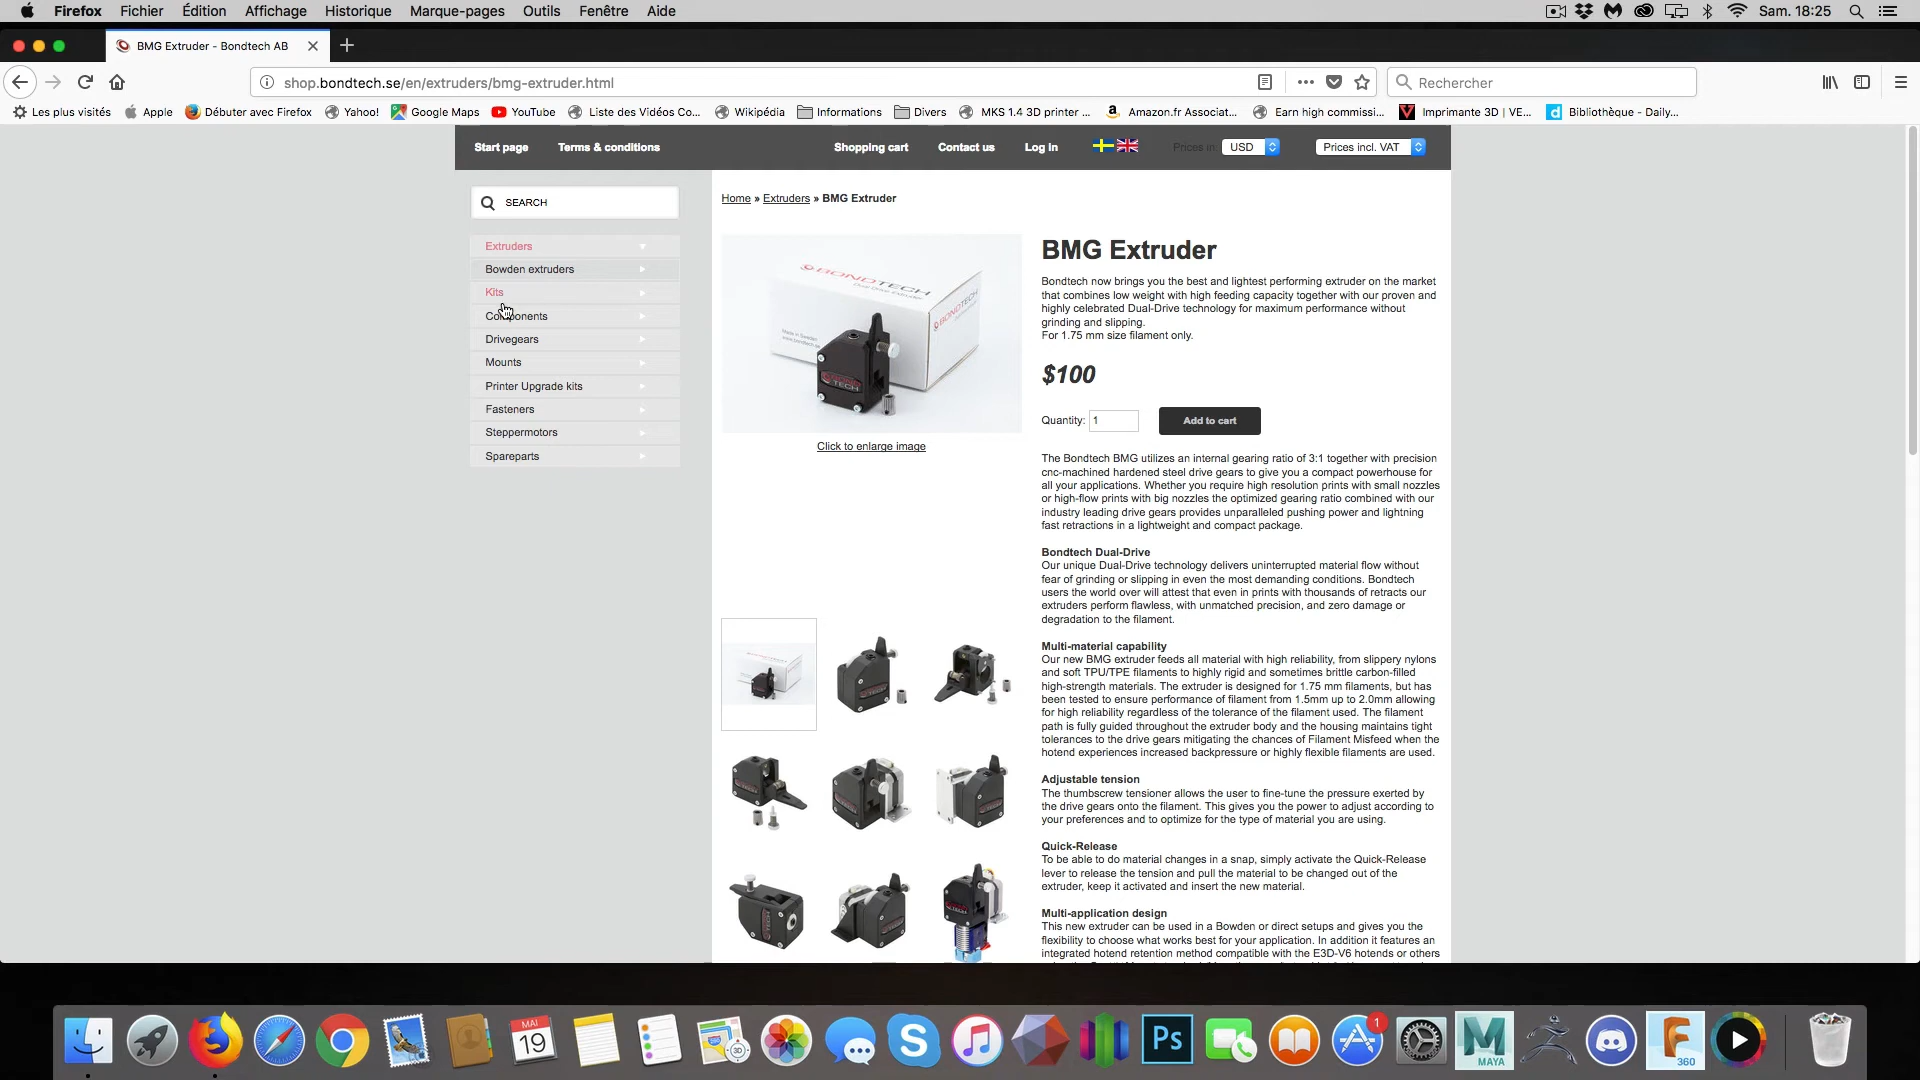 Firefox Fichier Édition Affichage Historique Marque-pages Outils Fenêtre Aide Sam. 18:25
BMG Extruder - Bondtech AB
shop.bondtech.se/en/extruders/bmg-extruder.html
Rechercher
Les plus visités Apple Débuter avec Firefox Yahoo! Google Maps YouTube Liste des Vidéos Co... Wikipédia Informations Divers MKS 1.4 3D printer ... Amazon.fr Associat... Earn high commissi... Imprimante 3D | VE... Bibliothèque - Daily...
Start page Terms & conditions Shopping cart Contact us Log in Prices in: USD Prices incl. VAT
SEARCH
Extruders
Bowden extruders
Kits
Components
Drivegears
Mounts
Printer Upgrade kits
Fasteners
Steppermotors
Spareparts
Home » Extruders » BMG Extruder
BONDTECH
Dual Drive Extruder
BONDTECH
Made in Sweden
www.bondtech.se
Click to enlarge image
BMG Extruder
Bondtech now brings you the best and lightest performing extruder on the market
that combines low weight with high feeding capacity together with our proven and
highly celebrated Dual-Drive technology for maximum performance without
grinding and slipping.
For 1.75 mm size filament only.
$100
Quantity: 1 Add to cart
The Bondtech BMG utilizes an internal gearing ratio of 3:1 together with precision
cnc-machined hardened steel drive gears to give you a compact powerhouse for
all your applications. Whether you require high resolution prints with small nozzles
or high-flow prints with big nozzles the optimized gearing ratio combined with our
industry leading drive gears provides unparalleled pushing power and lightning
fast retractions in a lightweight and compact package.
Bondtech Dual-Drive
Our unique Dual-Drive technology delivers uninterrupted material flow without
fear of grinding or slipping in even the most demanding conditions. Bondtech
users the world over will attest that even in prints with thousands of retracts our
extruders perform flawless, with unmatched precision, and zero damage or
degradation to the filament.
Multi-material capability
Our new BMG extruder feeds all material with high reliability, from slippery nylons
and soft TPU/TPE filaments to highly rigid and sometimes brittle carbon-filled
high-strength materials. The extruder is designed for 1.75 mm filaments, but has
been tested to ensure performance of filament from 1.5mm up to 2.0mm allowing
for high reliability regardless of the tolerance of the filament used. The filament
path is fully guided throughout the extruder body and the housing maintains tight
tolerances to the drive gears mitigating the chances of Filament Misfeed when the
hotend experiences increased backpressure or highly flexible filaments are used.
Adjustable tension
The thumbscrew tensioner allows the user to fine-tune the pressure exerted by
the drive gears onto the filament. This gives you the power to adjust according to
your preferences and to optimize for the type of material you are using.
Quick-Release
To be able to do material changes in a snap, simply activate the Quick-Release
lever to release the tension and pull the material to be changed out of the
extruder, keep it activated and insert the new material.
Multi-application design
This new extruder can be used in a Bowden or direct setups and gives you the
flexibility to choose what works best for your application. In addition it features an
integrated hotend retention method compatible with the E3D-V6 hotends or others
MAI
19
3D
Ps
1
MAYA
360